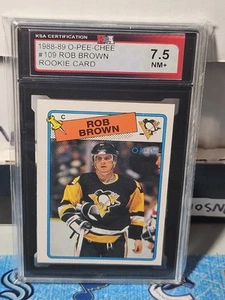 KSA CERTIFICATION
1988-89 O-PEE-CHEE
#109 ROB BROWN
ROOKIE CARD
7.5
NM+
C
ROB
BROWN